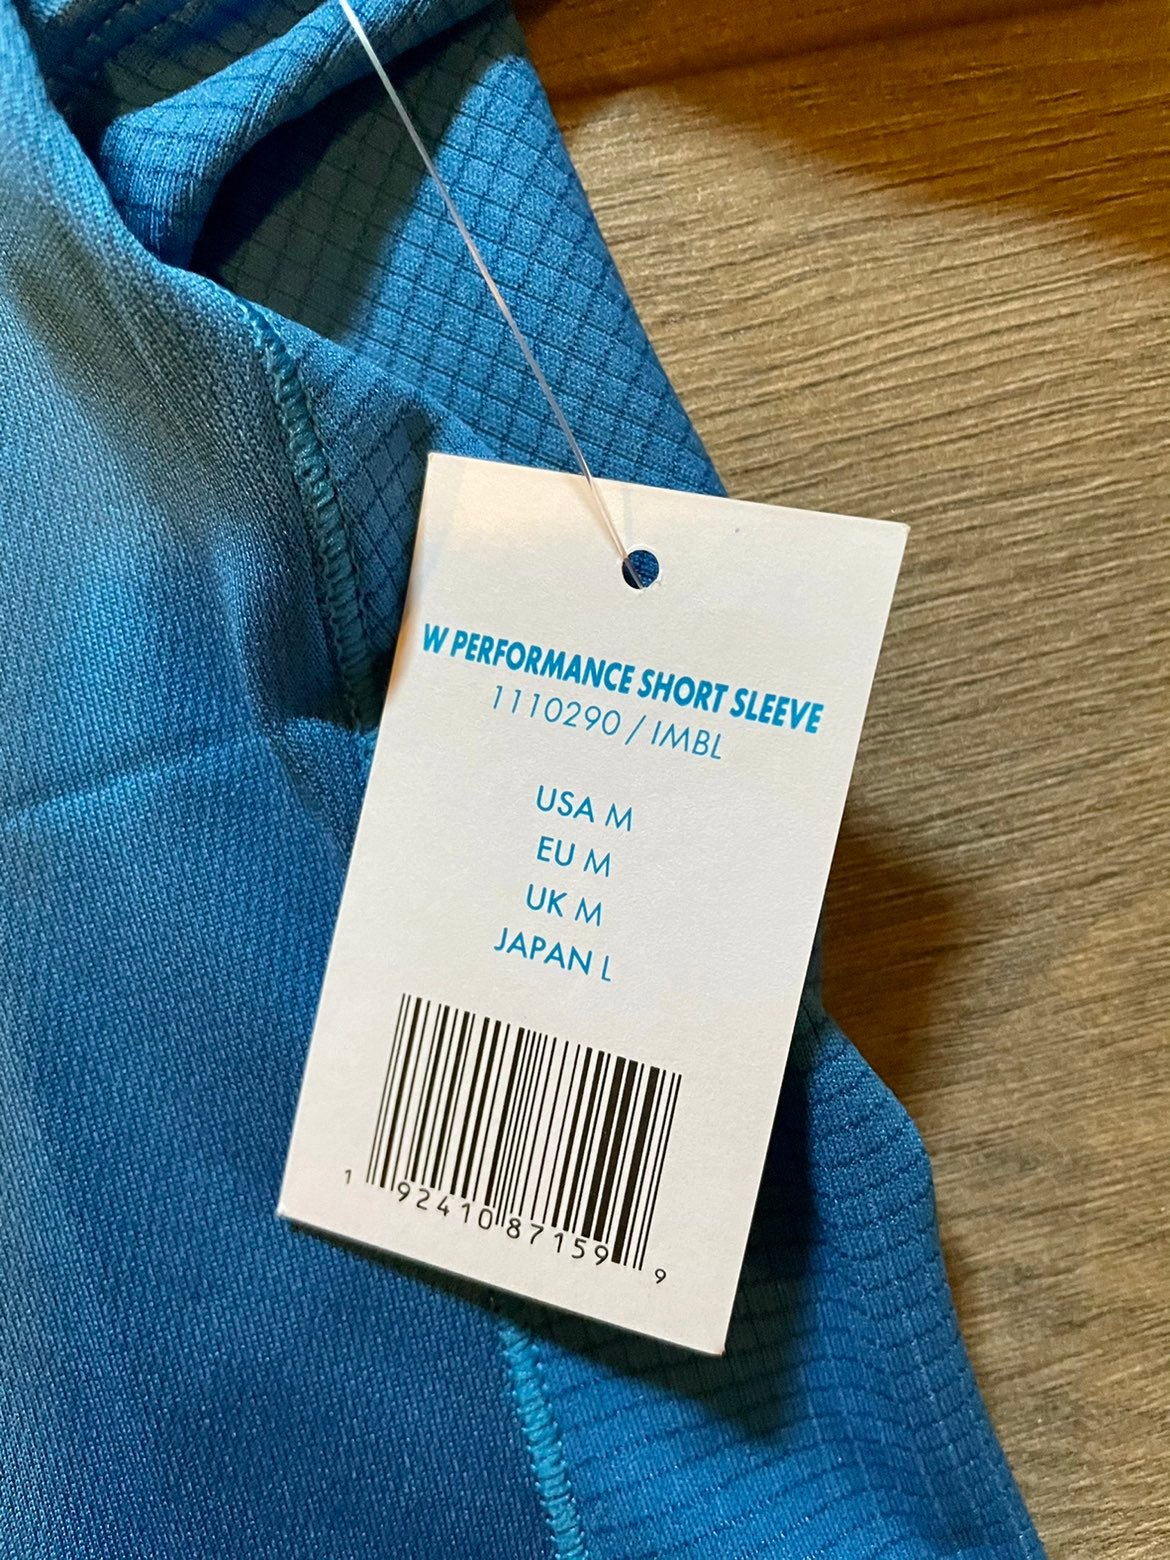 W PERFORMANCE SHORT SLEEVE
1110290 / IMBL
USA M
EU M
UK M
JAPAN L
1 92410 87159 9